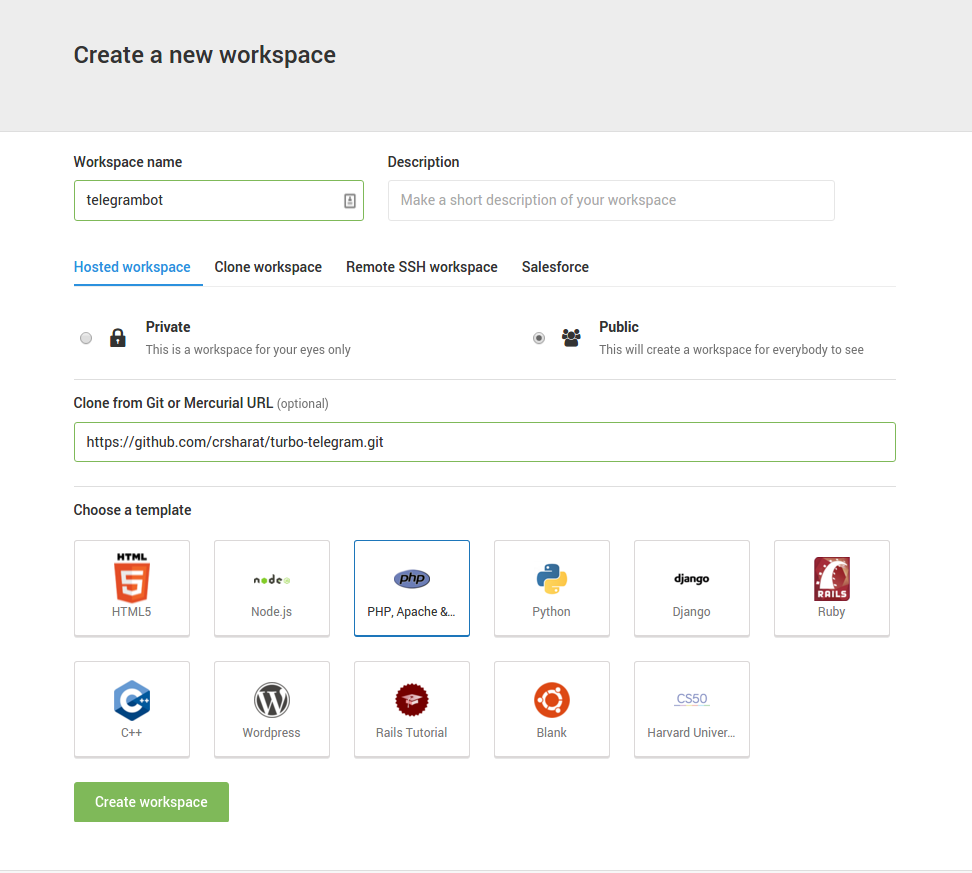 Create a new workspace
Workspace name
Description
telegrambot
Make a short description of your workspace
Hosted workspace
Clone workspace
Remote SSH workspace
Salesforce
Private
This is a workspace for your eyes only
Public
This will create a workspace for everybody to see
Clone from Git or Mercurial URL (optional)
https://github.com/crsharat/turbo-telegram.git
Choose a template
HTML
5
HTML5
node
Node.js
php
PHP, Apache &...
Python
django
Django
RAILS
Ruby
C++
C++
W
Wordpress
Rails Tutorial
Blank
CS50
Harvard Univer...
Create workspace